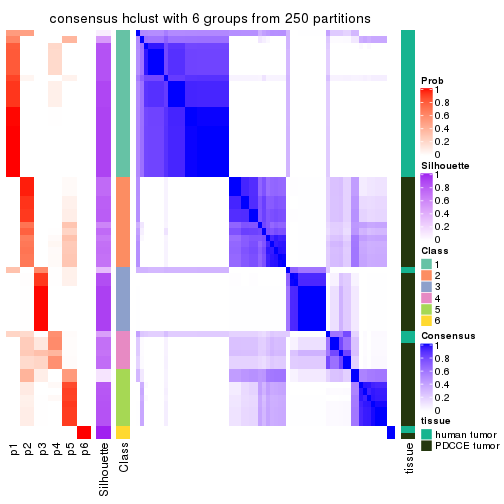 consensus hclust with 6 groups from 250 partitions
Prob
1
0.8
0.6
0.4
0.2
0
Silhouette
1
0.8
0.6
0.4
0.2
0
Class
1
2
3
4
5
6
Consensus
1
0.8
0.6
0.4
0.2
0
tissue
human tumor
PDCCE tumor
p1
p2
p3
p4
p5
p6
Silhouette
Class
tissue